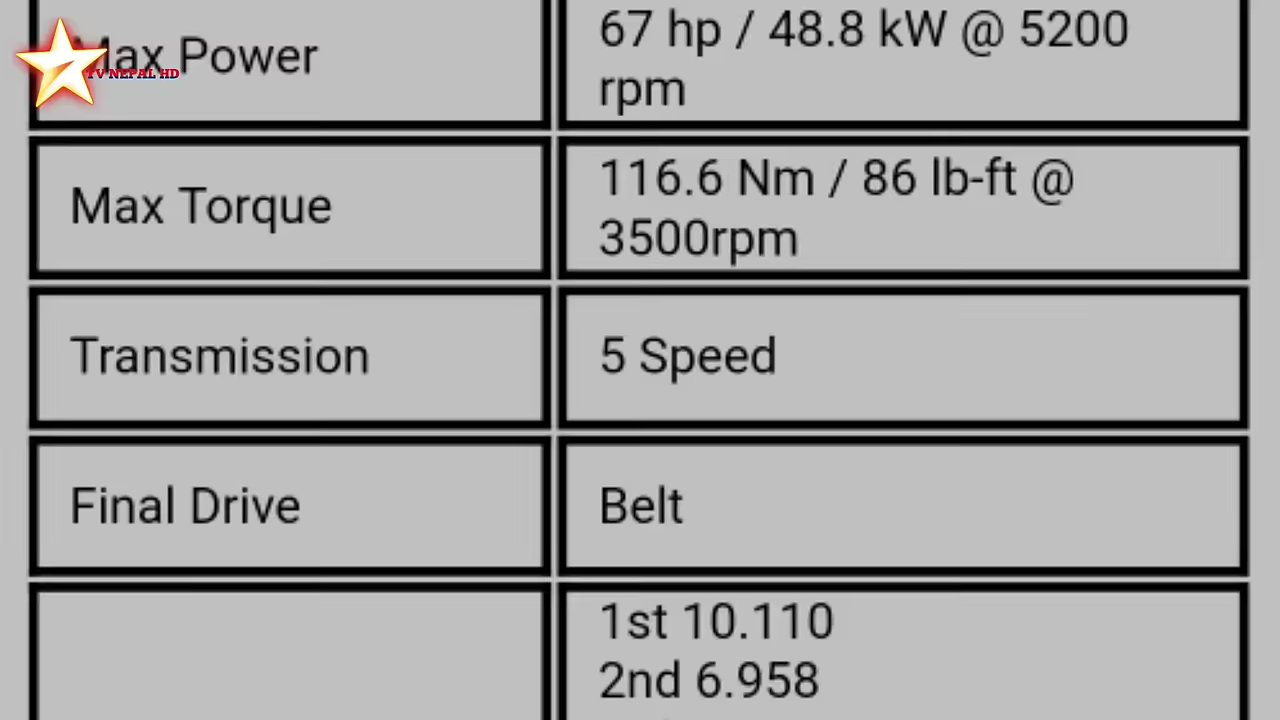 Max Power
67 hp / 48.8 kW @ 5200
rpm
TV NEPAL HD
Max Torque
116.6 Nm / 86 lb-ft @
3500rpm
Transmission
5 Speed
Final Drive
Belt
1st 10.110
2nd 6.958